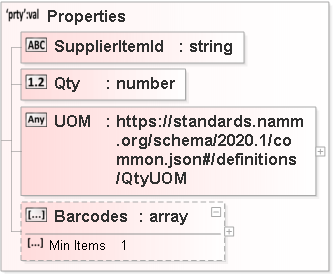 'prty':val Properties
ABC SupplierItemId : string
1.2 Qty : number
Any UOM : https://standards.namm
.org/schema/2020.1/co
mmon.json#/definitions
/QtyUOM
[...] Barcodes : array
[...] Min Items 1